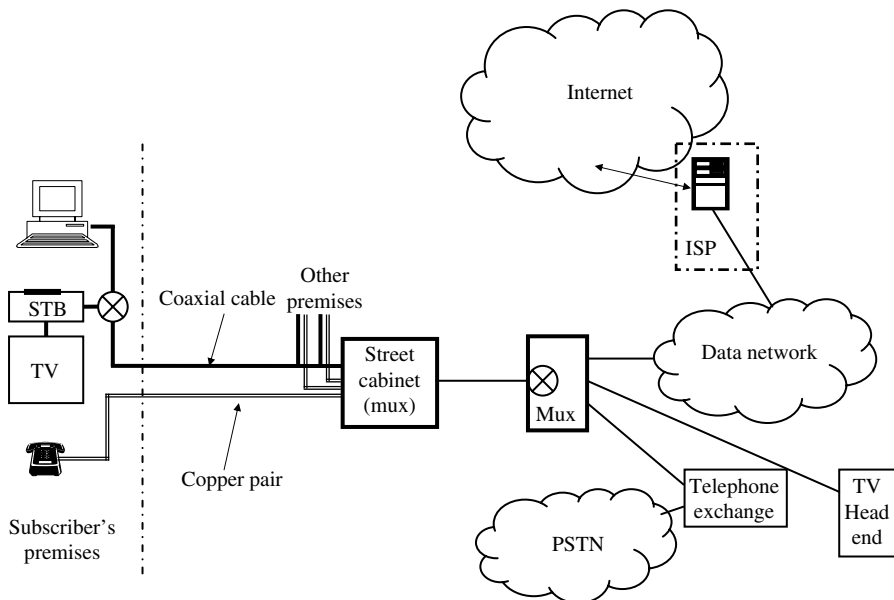 Internet
ISP
STB
TV
Other
premises
Coaxial cable
Street
cabinet
(mux)
Mux
Data network
Copper pair
Telephone
exchange
TV
Head
end
PSTN
Subscriber’s
premises